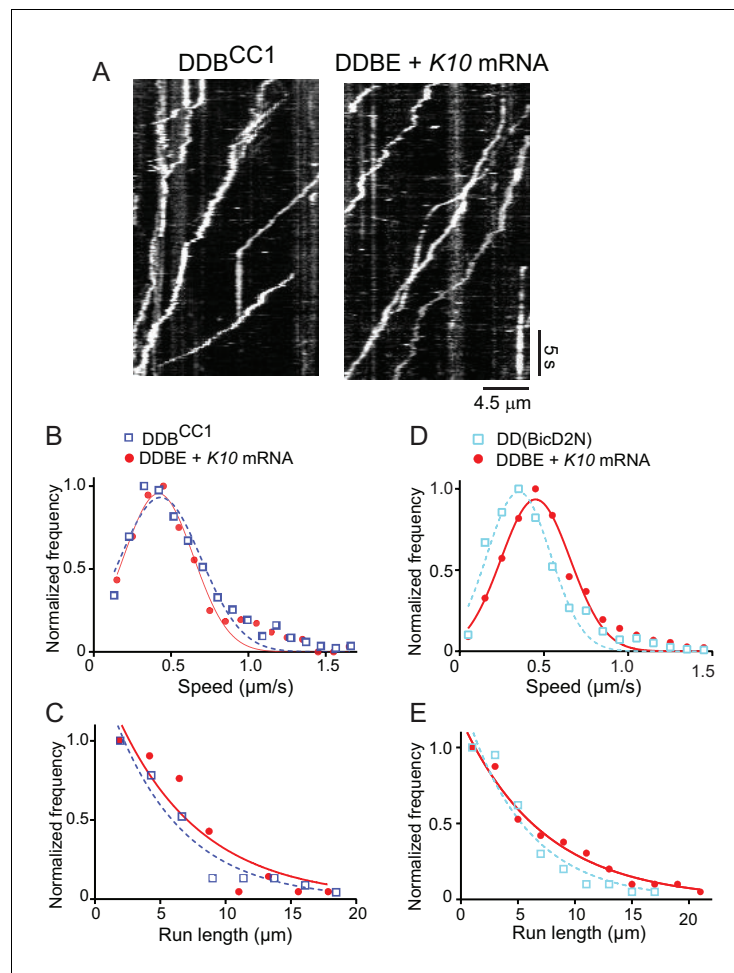 A
DDB^CC1
DDBE + K10 mRNA
5 s
4.5 μm
B
DDB^CC1
DDBE + K10 mRNA
Normalized frequency
1.0
0.5
0
0
0.5
1.0
1.5
Speed (μm/s)
D
DD(BicD2N)
DDBE + K10 mRNA
Normalized frequency
1.0
0.5
0
0
0.5
1.0
1.5
Speed (μm/s)
C
Normalized frequency
1.0
0.5
0
0
5
10
15
20
Run length (μm)
E
Normalized frequency
1.0
0.5
0
0
5
10
15
20
Run length (μm)